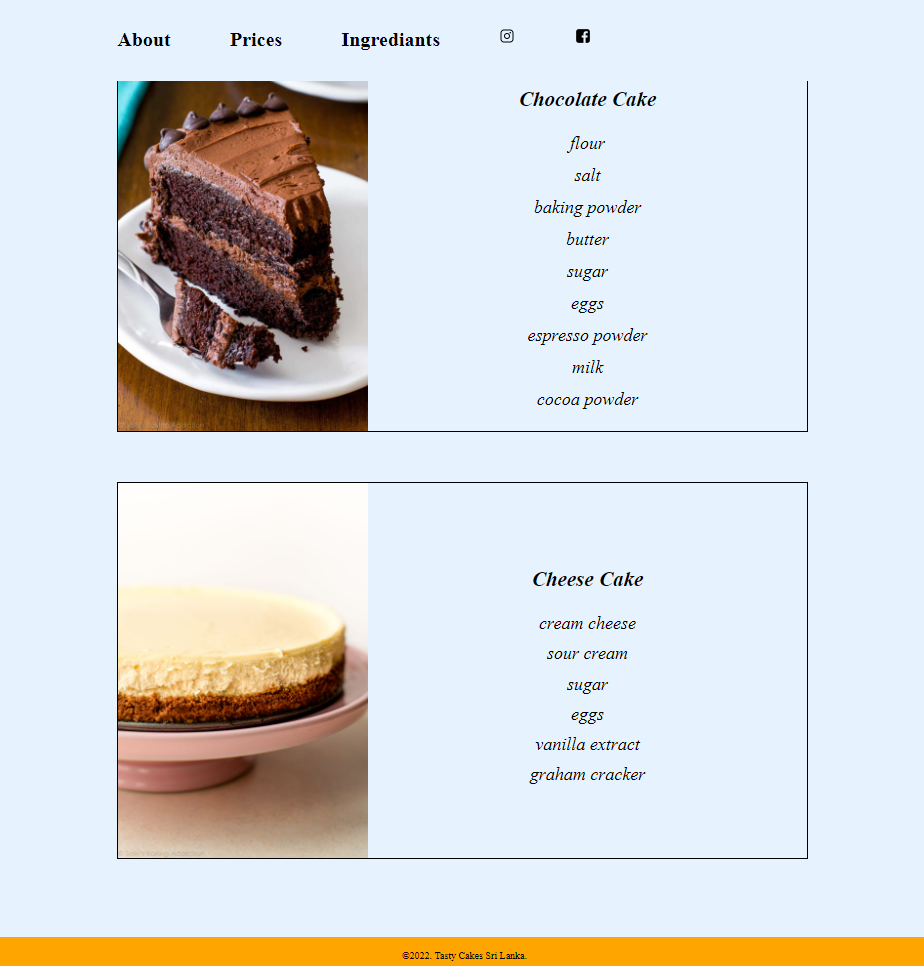 About Prices Ingrediants
Chocolate Cake
flour
salt
baking powder
butter
sugar
eggs
espresso powder
milk
cocoa powder
Cheese Cake
cream cheese
sour cream
sugar
eggs
vanilla extract
graham cracker
©2022. Tasty Cakes Sri Lanka.